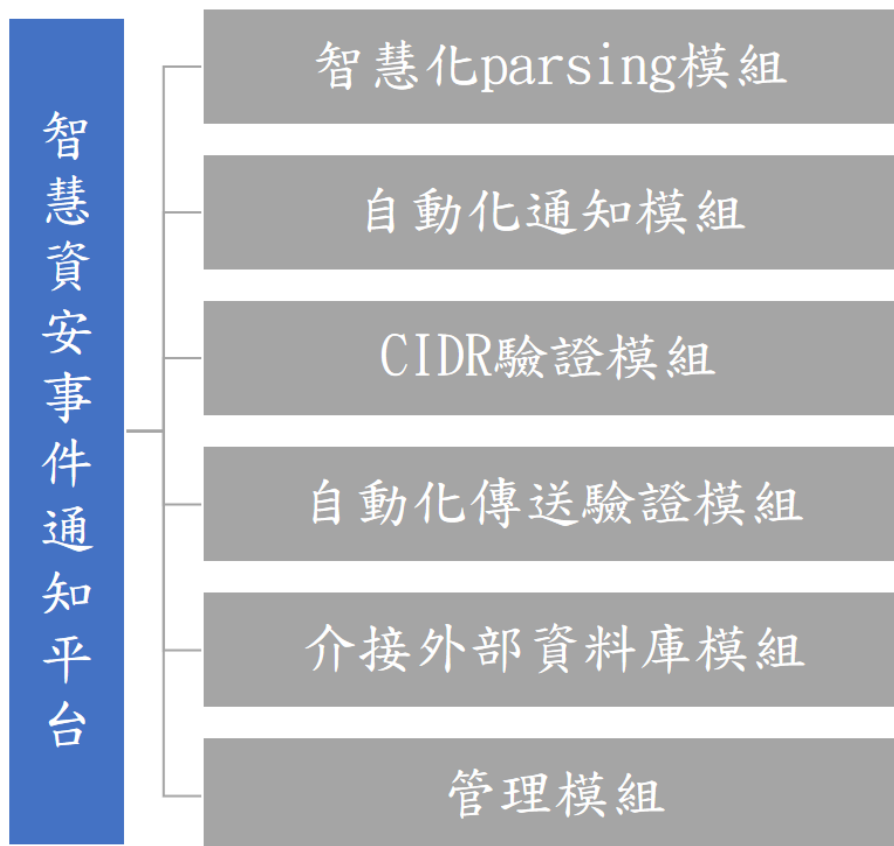 智慧資安事件通知平台
智慧化parsing模組
自動化通知模組
CIDR驗證模組
自動化傳送驗證模組
介接外部資料庫模組
管理模組